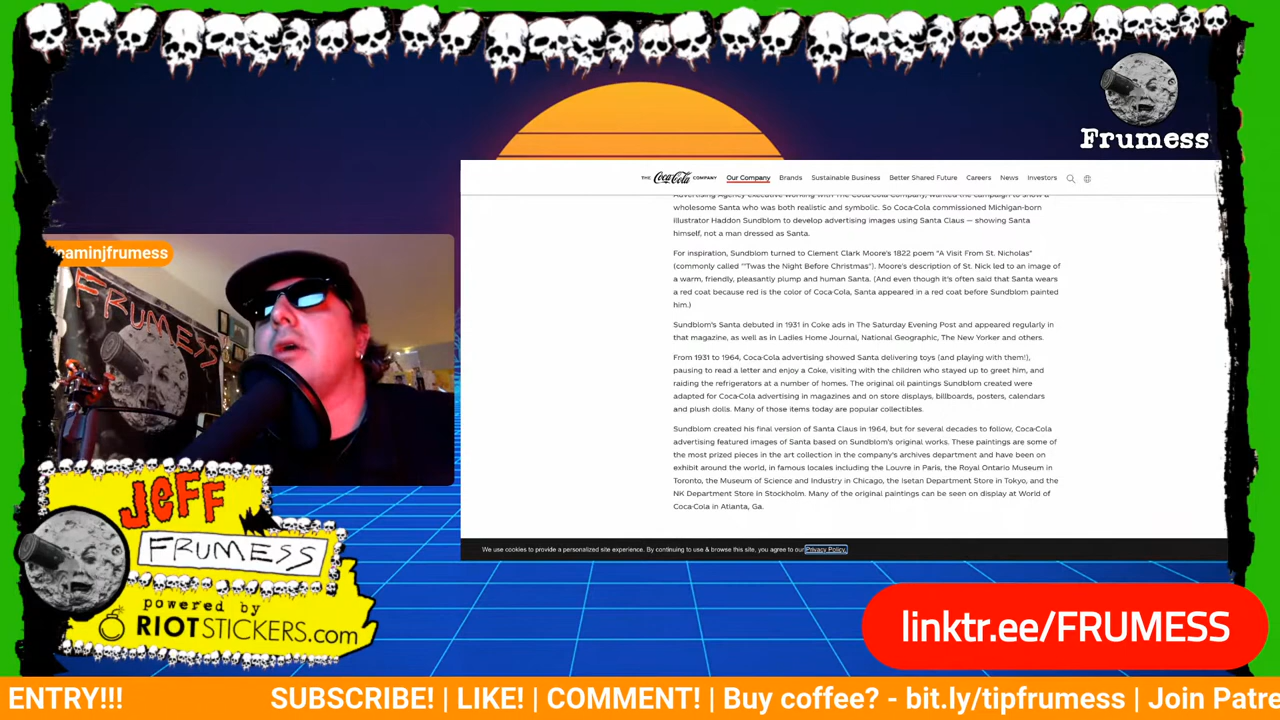 Frumess
THE Coca-Cola COMPANY Our Company Brands Sustainable Business Better Shared Future Careers News Investors
Advertising Agency executive working with The Coca-Cola Company, wanted the campaign to show a
wholesome Santa who was both realistic and symbolic. So Coca-Cola commissioned Michigan-born
illustrator Haddon Sundblom to develop advertising images using Santa Claus — showing Santa
himself, not a man dressed as Santa.
For inspiration, Sundblom turned to Clement Clark Moore's 1822 poem "A Visit From St. Nicholas"
(commonly called "'Twas the Night Before Christmas"). Moore's description of St. Nick led to an image of
a warm, friendly, pleasantly plump and human Santa. (And even though it's often said that Santa wears
a red coat because red is the color of Coca-Cola, Santa appeared in a red coat before Sundblom painted
him.)
Sundblom's Santa debuted in 1931 in Coke ads in The Saturday Evening Post and appeared regularly in
that magazine, as well as in Ladies Home Journal, National Geographic, The New Yorker and others.
From 1931 to 1964, Coca-Cola advertising showed Santa delivering toys (and playing with them!),
pausing to read a letter and enjoy a Coke, visiting with the children who stayed up to greet him, and
raiding the refrigerators at a number of homes. The original oil paintings Sundblom created were
adapted for Coca-Cola advertising in magazines and on store displays, billboards, posters, calendars
and plush dolls. Many of those items today are popular collectibles.
Sundblom created his final version of Santa Claus in 1964, but for several decades to follow, Coca-Cola
advertising featured images of Santa based on Sundblom's original works. These paintings are some of
the most prized pieces in the art collection in the company's archives department and have been on
exhibit around the world, in famous locales including the Louvre in Paris, the Royal Ontario Museum in
Toronto, the Museum of Science and Industry in Chicago, the Isetan Department Store in Tokyo, and the
NK Department Store in Stockholm. Many of the original paintings can be seen on display at World of
Coca-Cola in Atlanta, Ga.
We use cookies to provide a personalized site experience. By continuing to use & browse this site, you agree to our Privacy Policy.
FRUMESS
JEFF
FRUMESS
powered by
RIOTSTICKERS.com
linktr.ee/FRUMESS
ENTRY!!! SUBSCRIBE! | LIKE! | COMMENT! | Buy coffee? - bit.ly/tipfrumess | Join